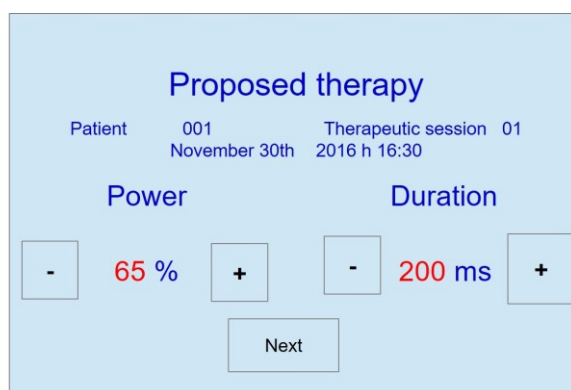 Proposed therapy
Patient 001 Therapeutic session 01
November 30th 2016 h 16:30
Power Duration
- 65 % + - 200 ms +
Next